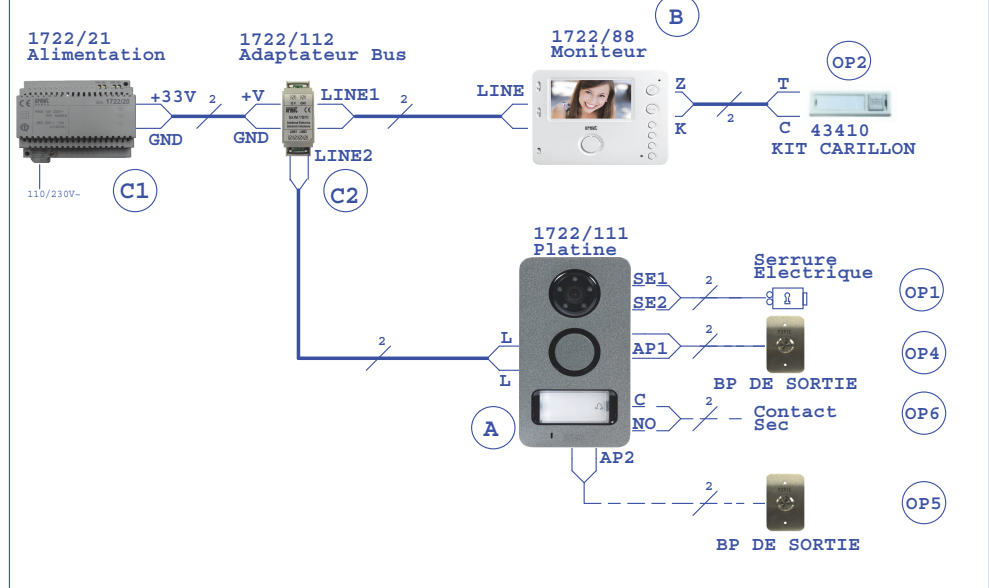 B
1722/21
Alimentation
1722/112
Adaptateur Bus
1722/88
Moniteur
OP2
+33V
2
+V
LINE1
2
LINE
Z
T
GND
GND
K
2
C
43410
KIT CARILLON
LINE2
110/230V~
C1
C2
1722/20
1722/111
Platine
SE1
2
Serrure
Electrique
SE2
OP1
2
L
AP1
2
OP4
L
BP DE SORTIE
C
2
Contact
Sec
OP6
NO
A
AP2
2
OP5
BP DE SORTIE